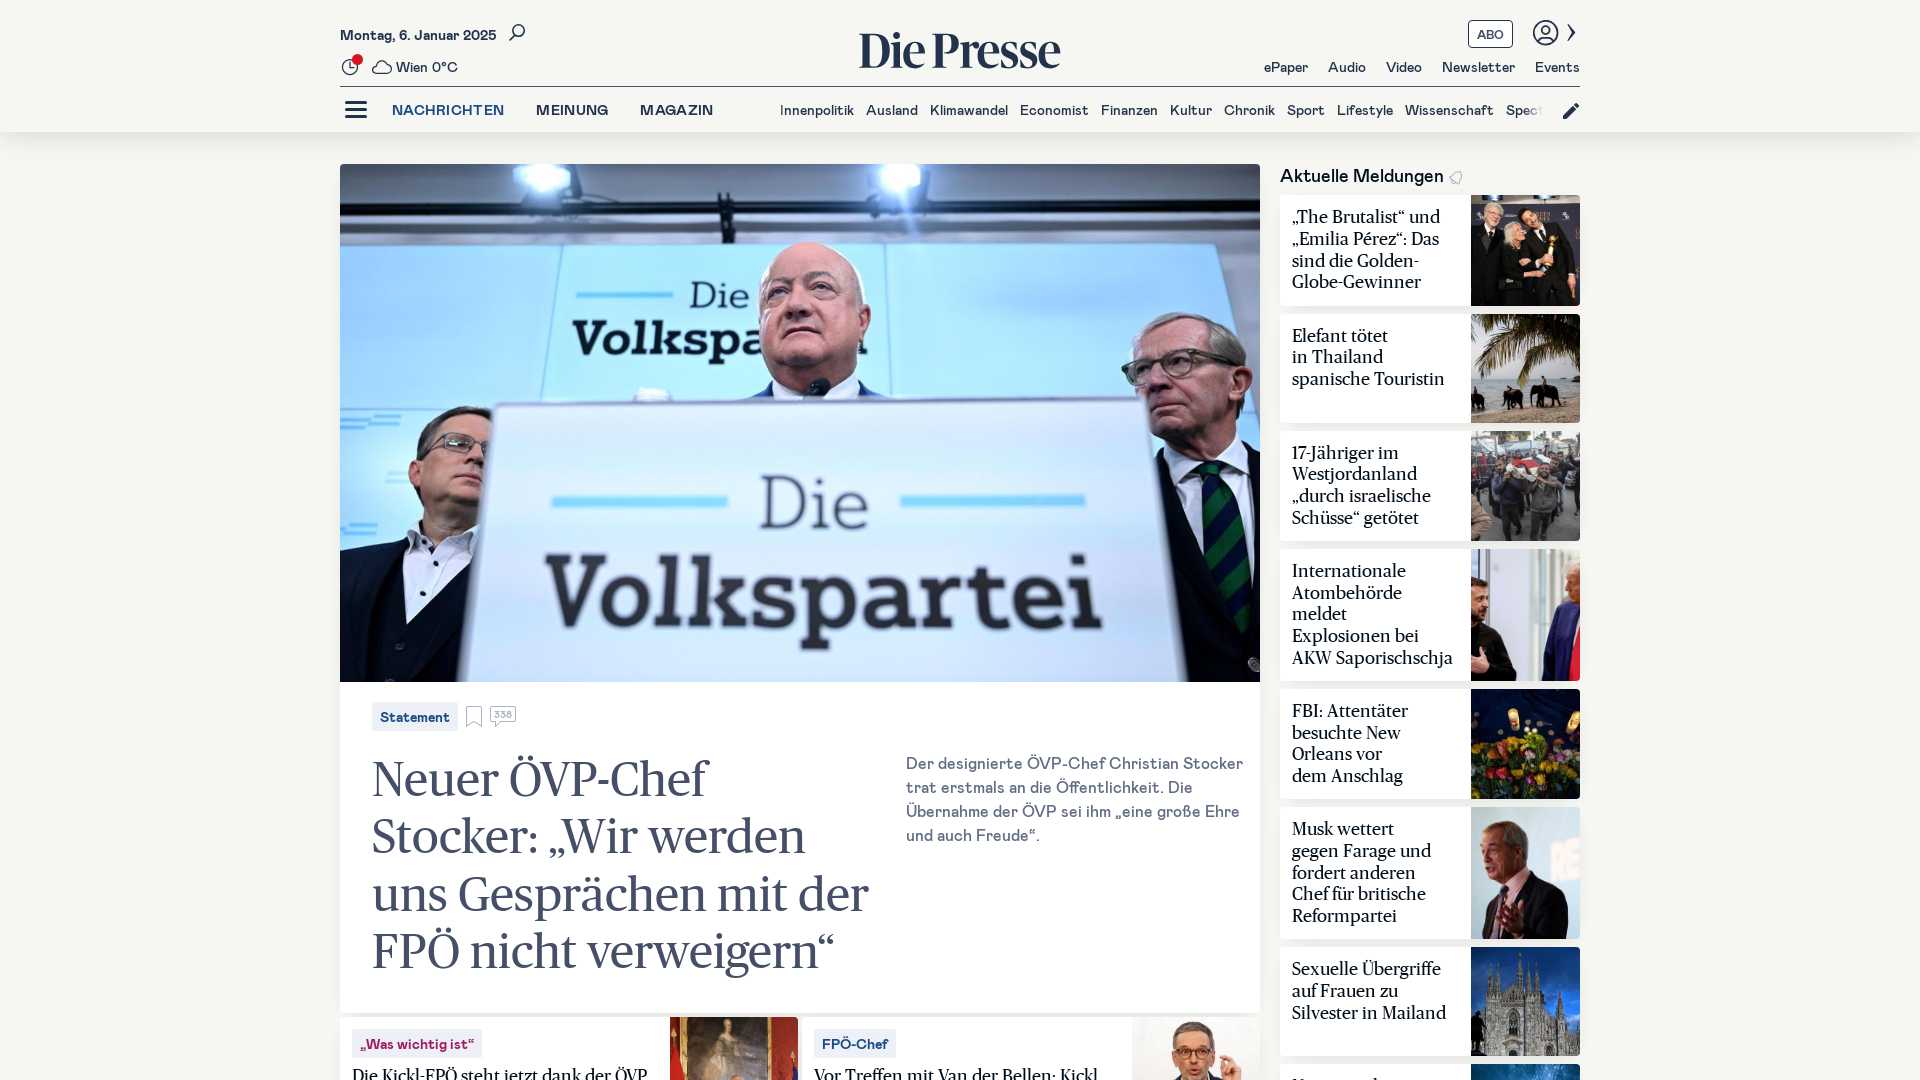 Montag, 6. Januar 2025
Wien 0°C
Die Presse
ABO
ePaper Audio Video Newsletter Events
NACHRICHTEN MEINUNG MAGAZIN
Innenpolitik Ausland Klimawandel Economist Finanzen Kultur Chronik Sport Lifestyle Wissenschaft
Die
Volkspa
Die
Volkspartei
Statement
338
Neuer ÖVP-Chef
Stocker: „Wir werden
uns Gesprächen mit der
FPÖ nicht verweigern“
Der designierte ÖVP-Chef Christian Stocker
trat erstmals an die Öffentlichkeit. Die
Übernahme der ÖVP sei ihm „eine große Ehre
und auch Freude“.
„Was wichtig ist“
Die Kickl-FPÖ steht jetzt dank der ÖVP
FPÖ-Chef
Vor Treffen mit Van der Bellen: Kickl
Aktuelle Meldungen
„The Brutalist“ und
„Emilia Pérez“: Das
sind die Golden-
Globe-Gewinner
Elefant tötet
in Thailand
spanische Touristin
17-Jähriger im
Westjordanland
„durch israelische
Schüsse“ getötet
Internationale
Atombehörde
meldet
Explosionen bei
AKW Saporischschja
FBI: Attentäter
besuchte New
Orleans vor
dem Anschlag
Musk wettert
gegen Farage und
fordert anderen
Chef für britische
Reformpartei
Sexuelle Übergriffe
auf Frauen zu
Silvester in Mailand